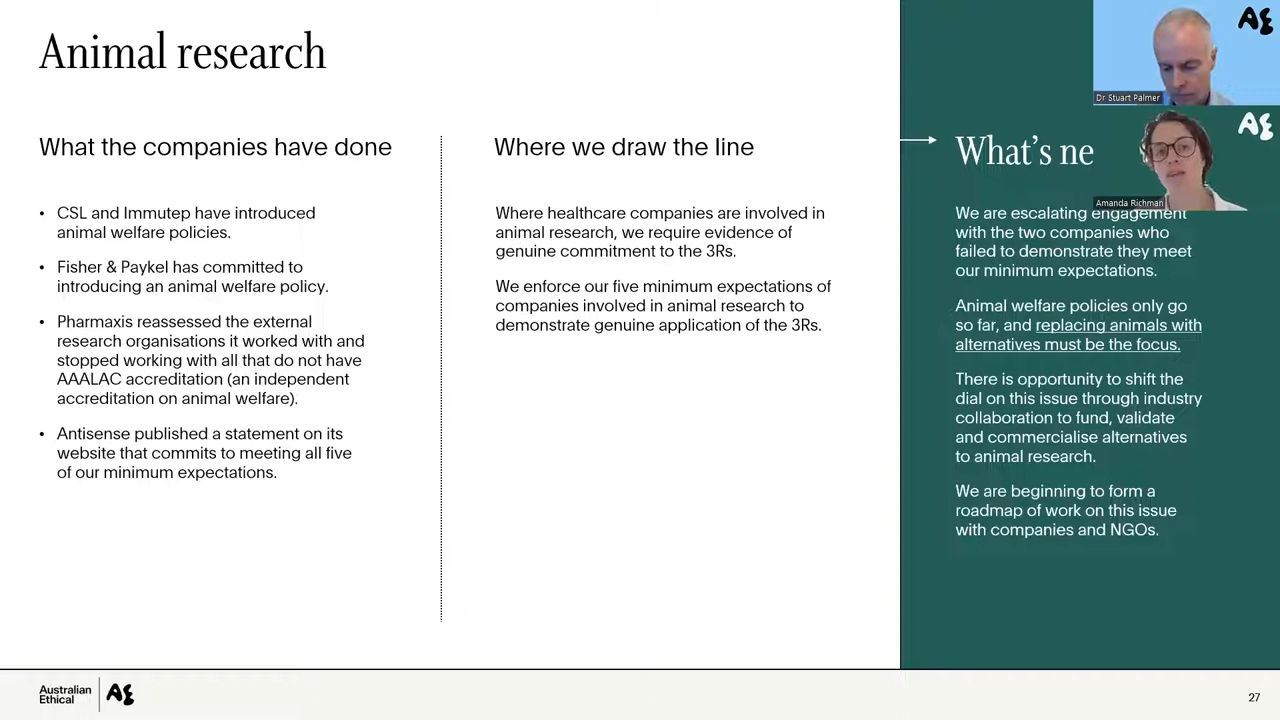 Animal research
What the companies have done
• CSL and Immutep have introduced
animal welfare policies.
• Fisher & Paykel has committed to
introducing an animal welfare policy.
• Pharmaxis reassessed the external
research organisations it worked with and
stopped working with all that do not have
AAALAC accreditation (an independent
accreditation on animal welfare).
• Antisense published a statement on its
website that commits to meeting all five
of our minimum expectations.
Where we draw the line
Where healthcare companies are involved in
animal research, we require evidence of
genuine commitment to the 3Rs.
We enforce our five minimum expectations of
companies involved in animal research to
demonstrate genuine application of the 3Rs.
What's ne
We are escalating engagement
with the two companies who
failed to demonstrate they meet
our minimum expectations.
Animal welfare policies only go
so far, and replacing animals with
alternatives must be the focus.
There is opportunity to shift the
dial on this issue through industry
collaboration to fund, validate
and commercialise alternatives
to animal research.
We are beginning to form a
roadmap of work on this issue
with companies and NGOs.
AE
Dr Stuart Palmer
AE
Amanda Richman
Australian
Ethical
AE
27